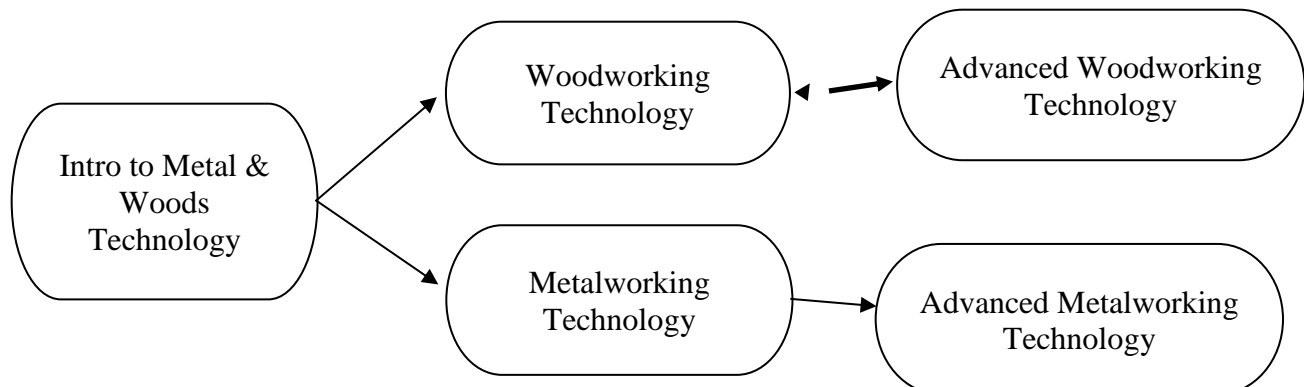 Intro to Metal &
Woods
Technology
Woodworking
Technology
Advanced Woodworking
Technology
Metalworking
Technology
Advanced Metalworking
Technology